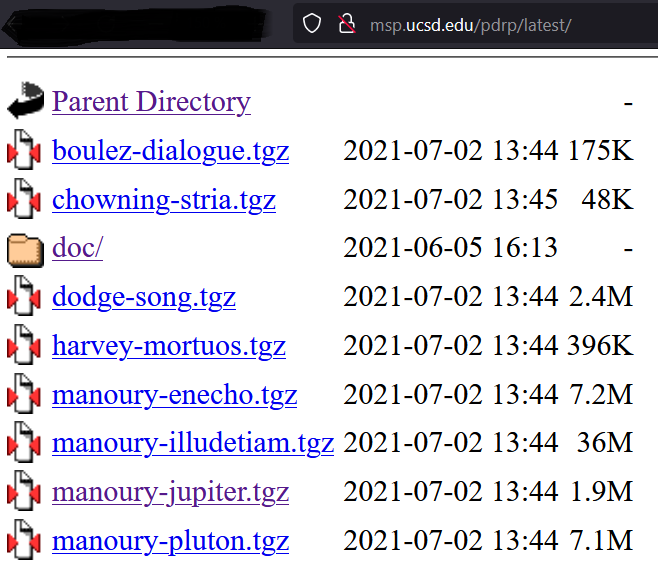 msp.ucsd.edu/pdrp/latest/
Parent Directory -
boulez-dialogue.tgz 2021-07-02 13:44 175K
chowning-stria.tgz 2021-07-02 13:45 48K
doc/ 2021-06-05 16:13 -
dodge-song.tgz 2021-07-02 13:44 2.4M
harvey-mortuos.tgz 2021-07-02 13:44 396K
manoury-enecho.tgz 2021-07-02 13:44 7.2M
manoury-illudetiam.tgz 2021-07-02 13:44 36M
manoury-jupiter.tgz 2021-07-02 13:44 1.9M
manoury-pluton.tgz 2021-07-02 13:44 7.1M